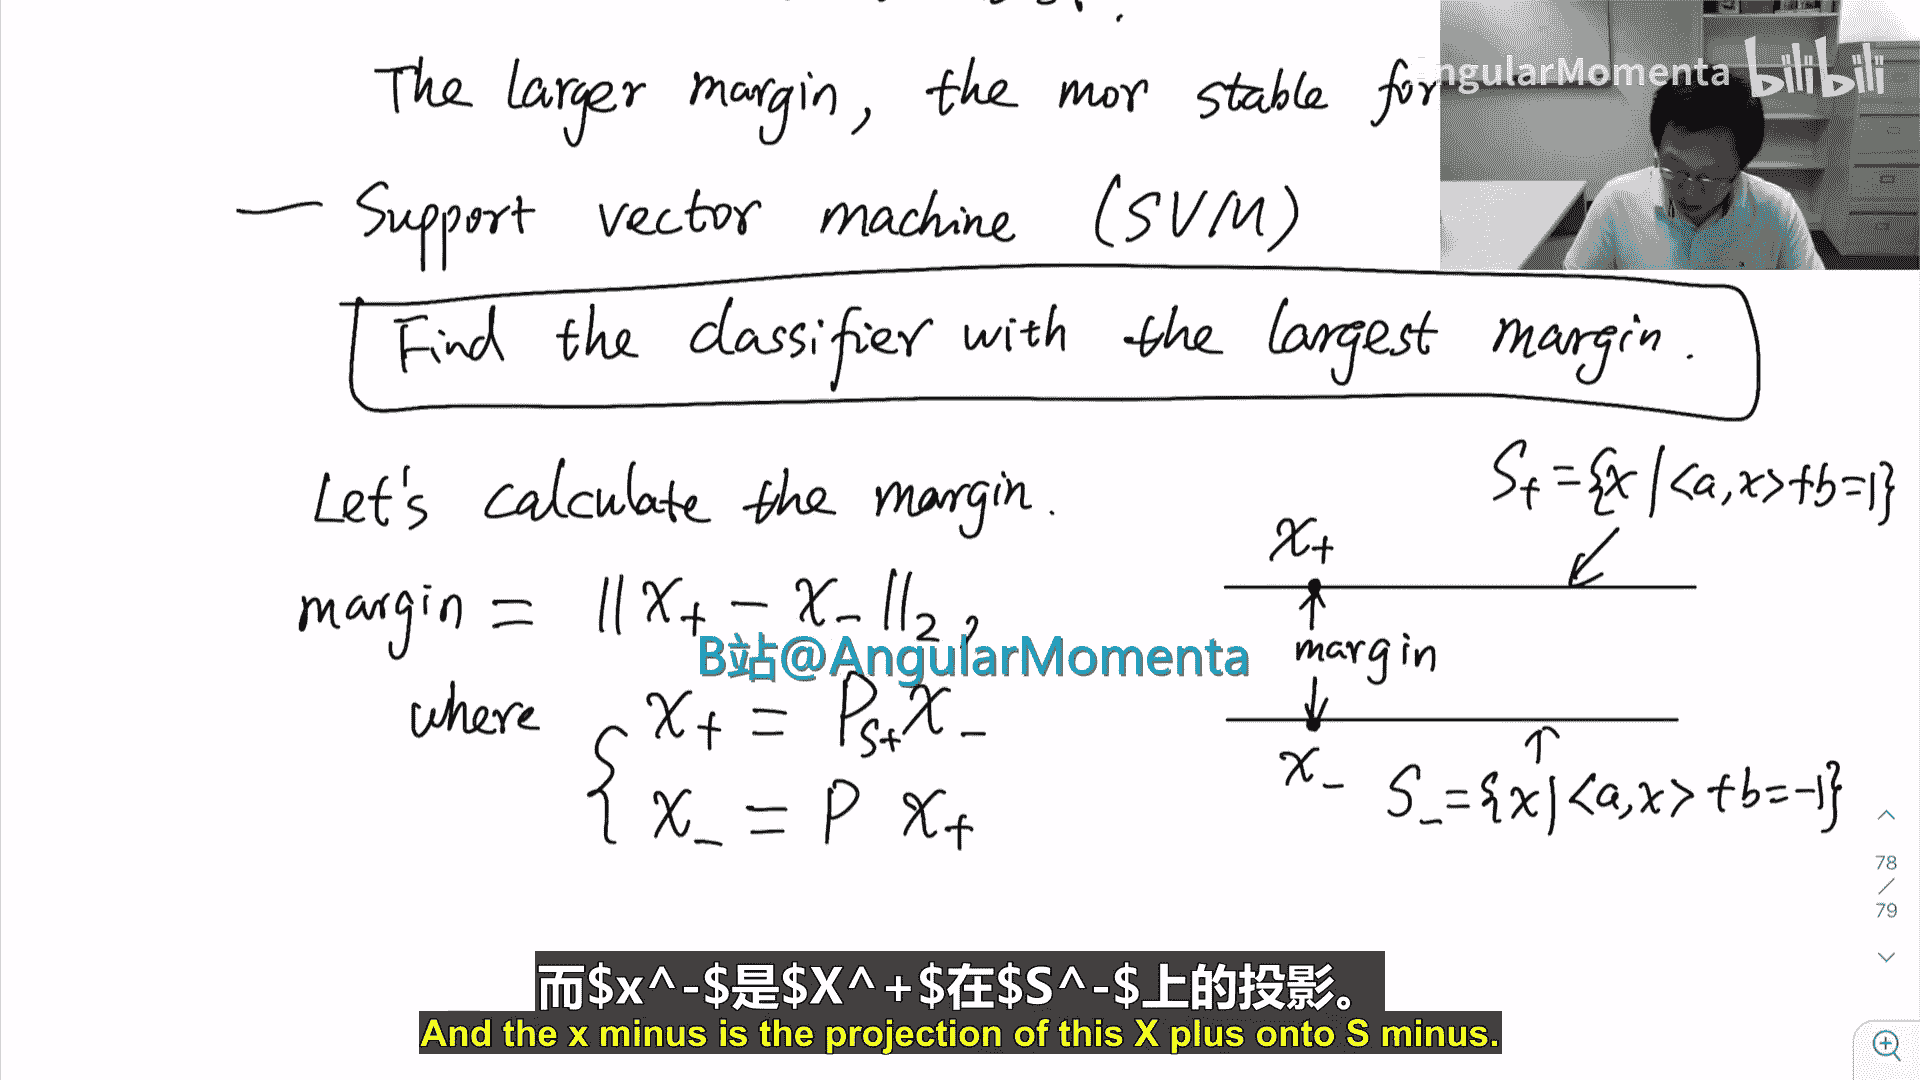 The larger margin, the mor stable for
ngularMomenta bilibili
— Support vector machine (SVM)
Find the classifier with the largest margin.
Let's calculate the margin.
S₊ = {x | <a, x> + b = 1}
x₊
margin = ||x₊ - x₋||₂,
margin
B站@AngularMomenta
where { x₊ = P_S₊ x₋
x₋ = P x₊
x₋
S₋ = {x | <a, x> + b = -1}
78
/
79
而$x^-$是$X^+$在$S^-$上的投影。
And the x minus is the projection of this X plus onto S minus.